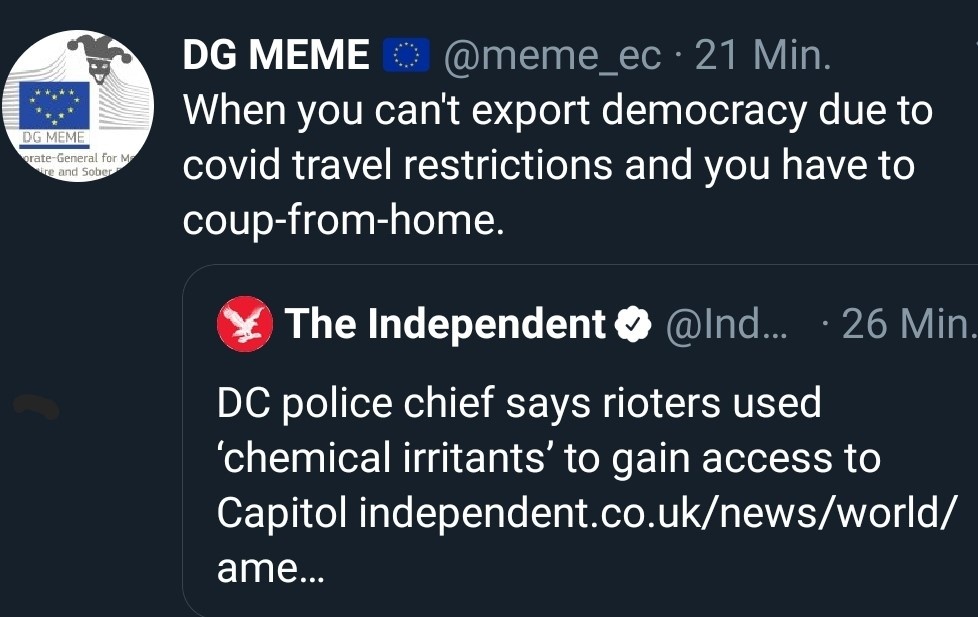 DG MEME 🇪🇺 @meme_ec · 21 Min.
When you can't export democracy due to
covid travel restrictions and you have to
coup-from-home.
DG MEME
orate-General for Me
ire and Sober
The Independent @Ind... · 26 Min.
DC police chief says rioters used
‘chemical irritants’ to gain access to
Capitol independent.co.uk/news/world/
ame...